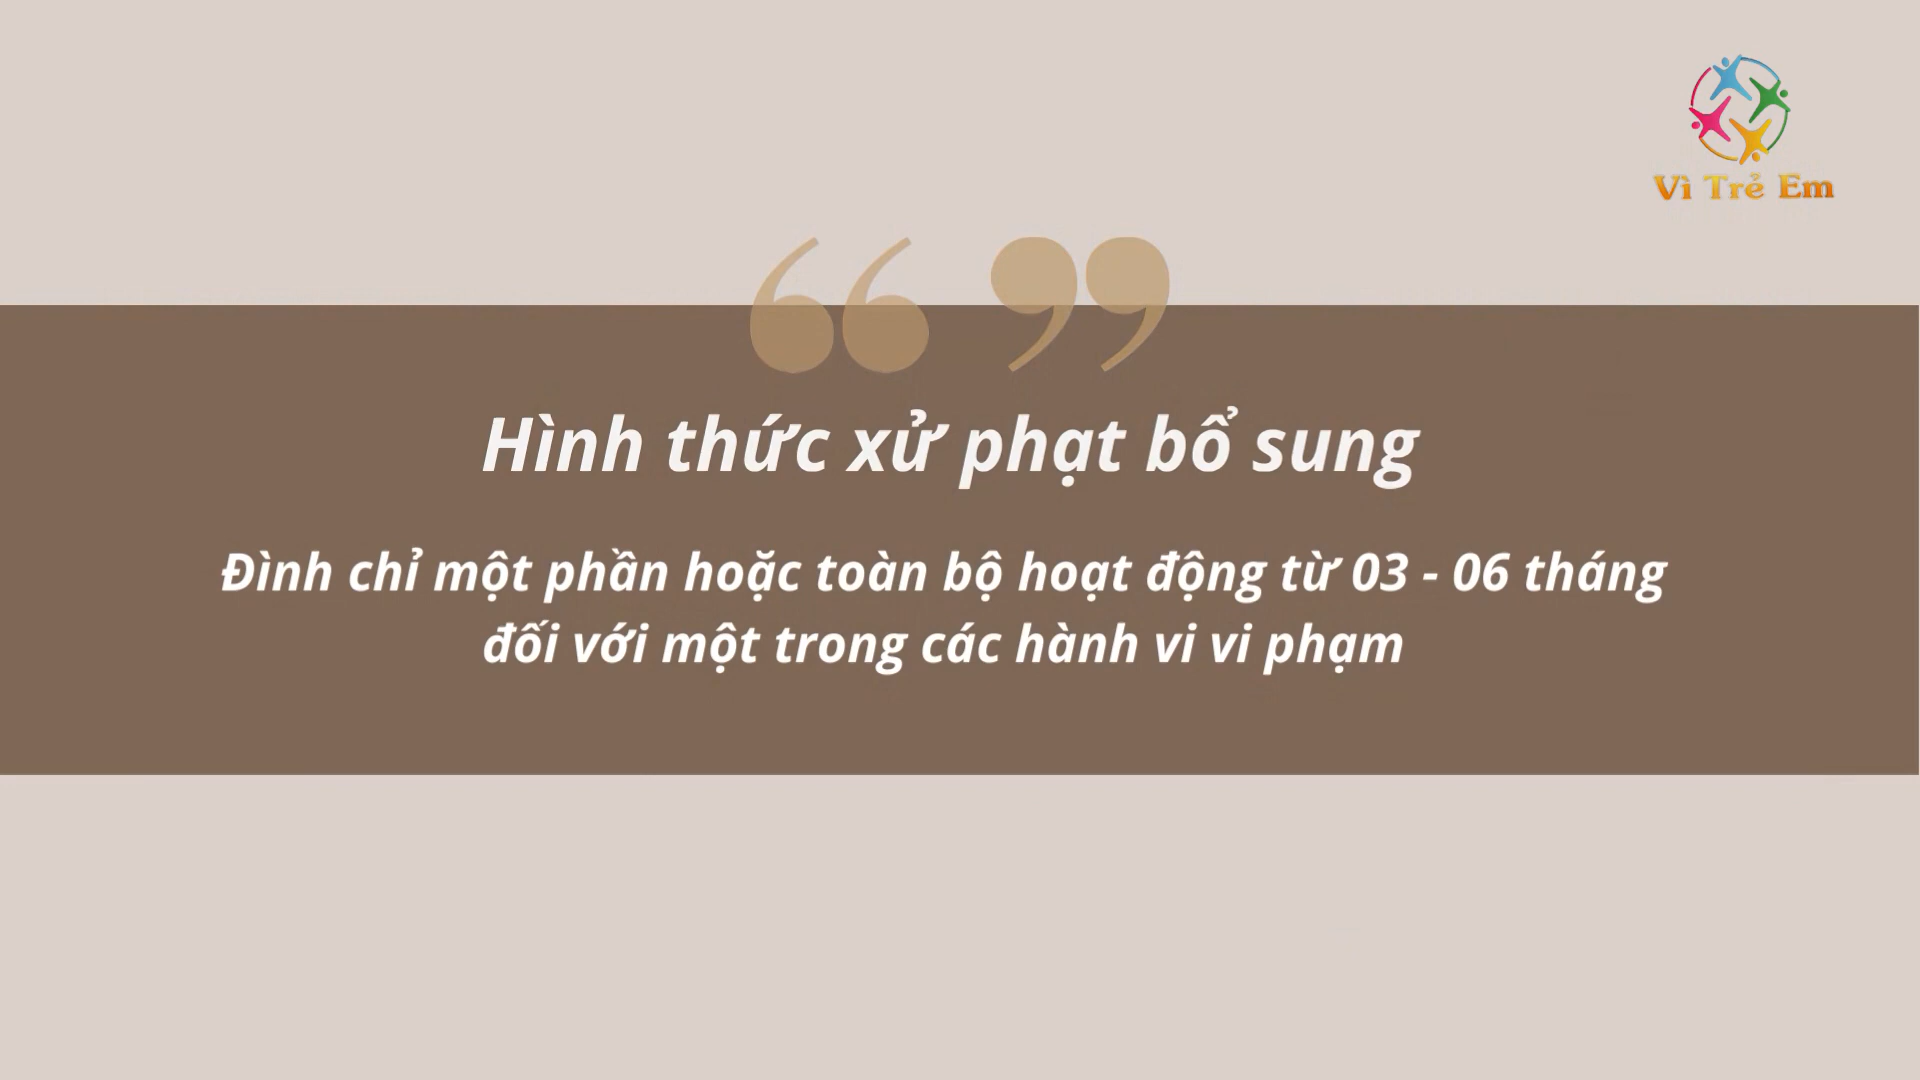 Vì Trẻ Em
Hình thức xử phạt bổ sung
Đình chỉ một phần hoặc toàn bộ hoạt động từ 03 - 06 tháng
đối với một trong các hành vi vi phạm